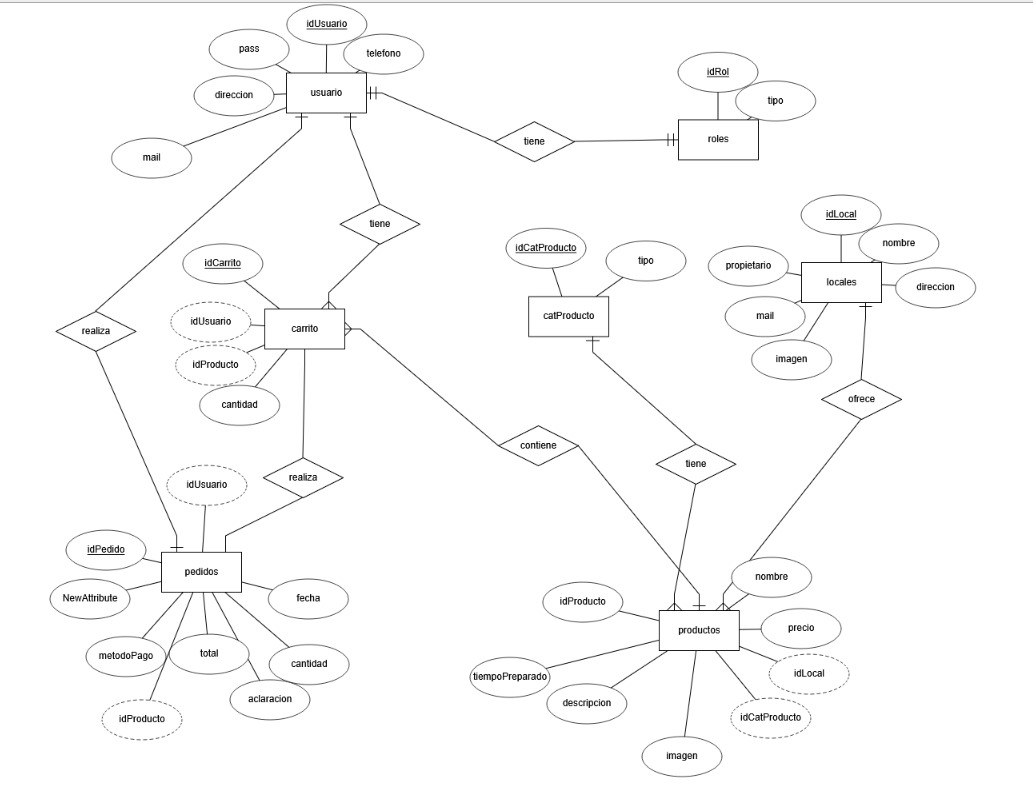 idUsuario
pass
telefono
direccion
usuario
mail
idRol
tipo
tiene
roles
tiene
idLocal
nombre
propietario
locales
direccion
mail
imagen
idCatProducto
tipo
catProducto
idCarrito
idUsuario
carrito
idProducto
cantidad
realiza
ofrece
contiene
tiene
realiza
idUsuario
idPedido
pedidos
NewAttribute
fecha
metodoPago
total
cantidad
aclaracion
idProducto
nombre
idProducto
productos
precio
tiempoPreparado
idLocal
descripcion
idCatProducto
imagen